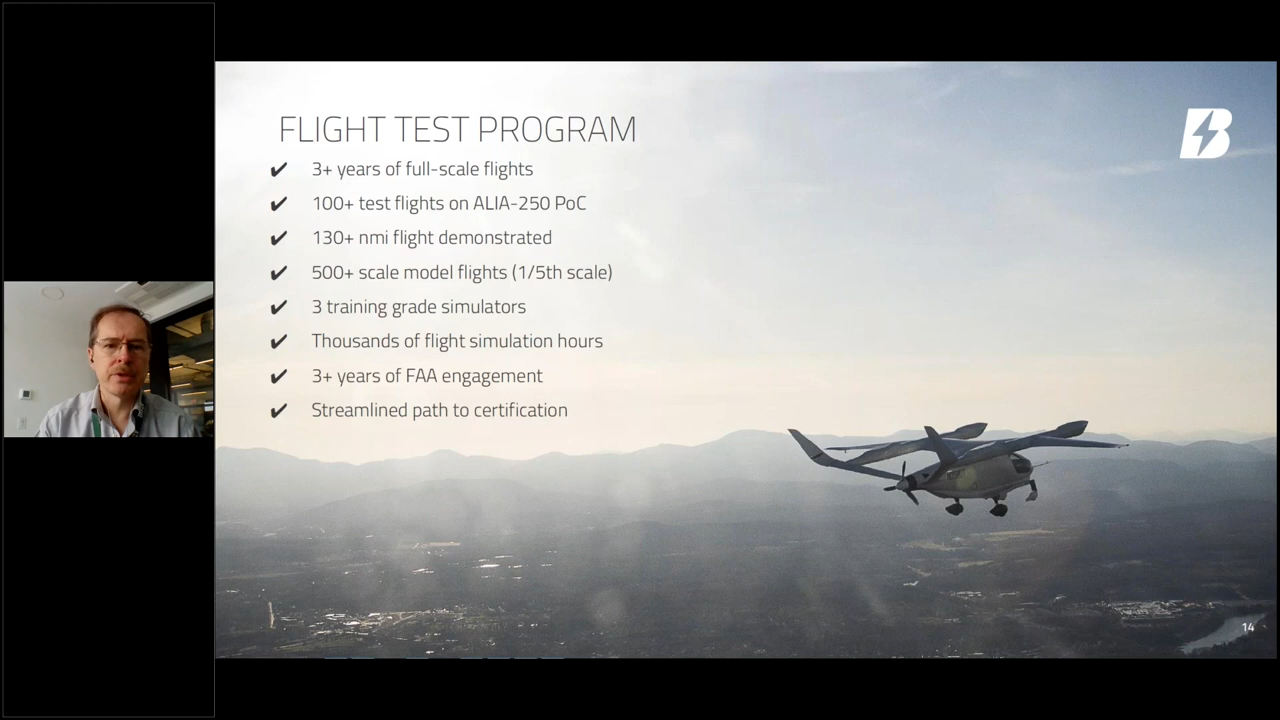 FLIGHT TEST PROGRAM
3+ years of full-scale flights
100+ test flights on ALIA-250 PoC
130+ nmi flight demonstrated
500+ scale model flights (1/5th scale)
3 training grade simulators
Thousands of flight simulation hours
3+ years of FAA engagement
Streamlined path to certification
B
14